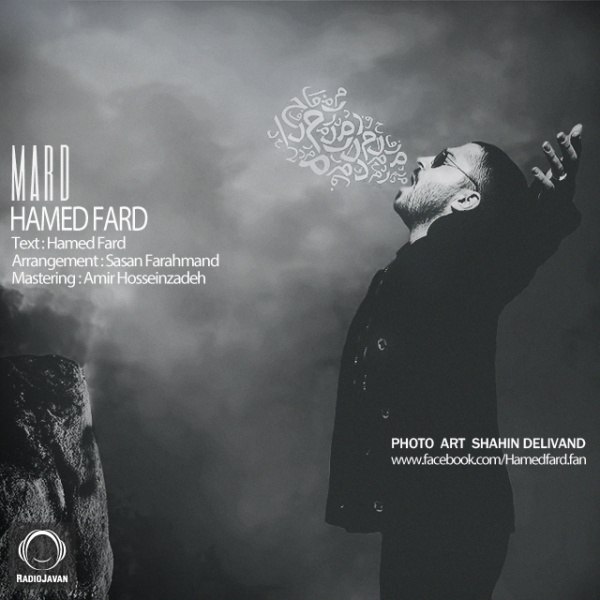 MARD
HAMED FARD
Text : Hamed Fard
Arrangement : Sasan Farahmand
Mastering : Amir Hosseinzadeh
PHOTO ART SHAHIN DELIVAND
www.facebook.com/Hamedfard.fan
RADIOJAVAN